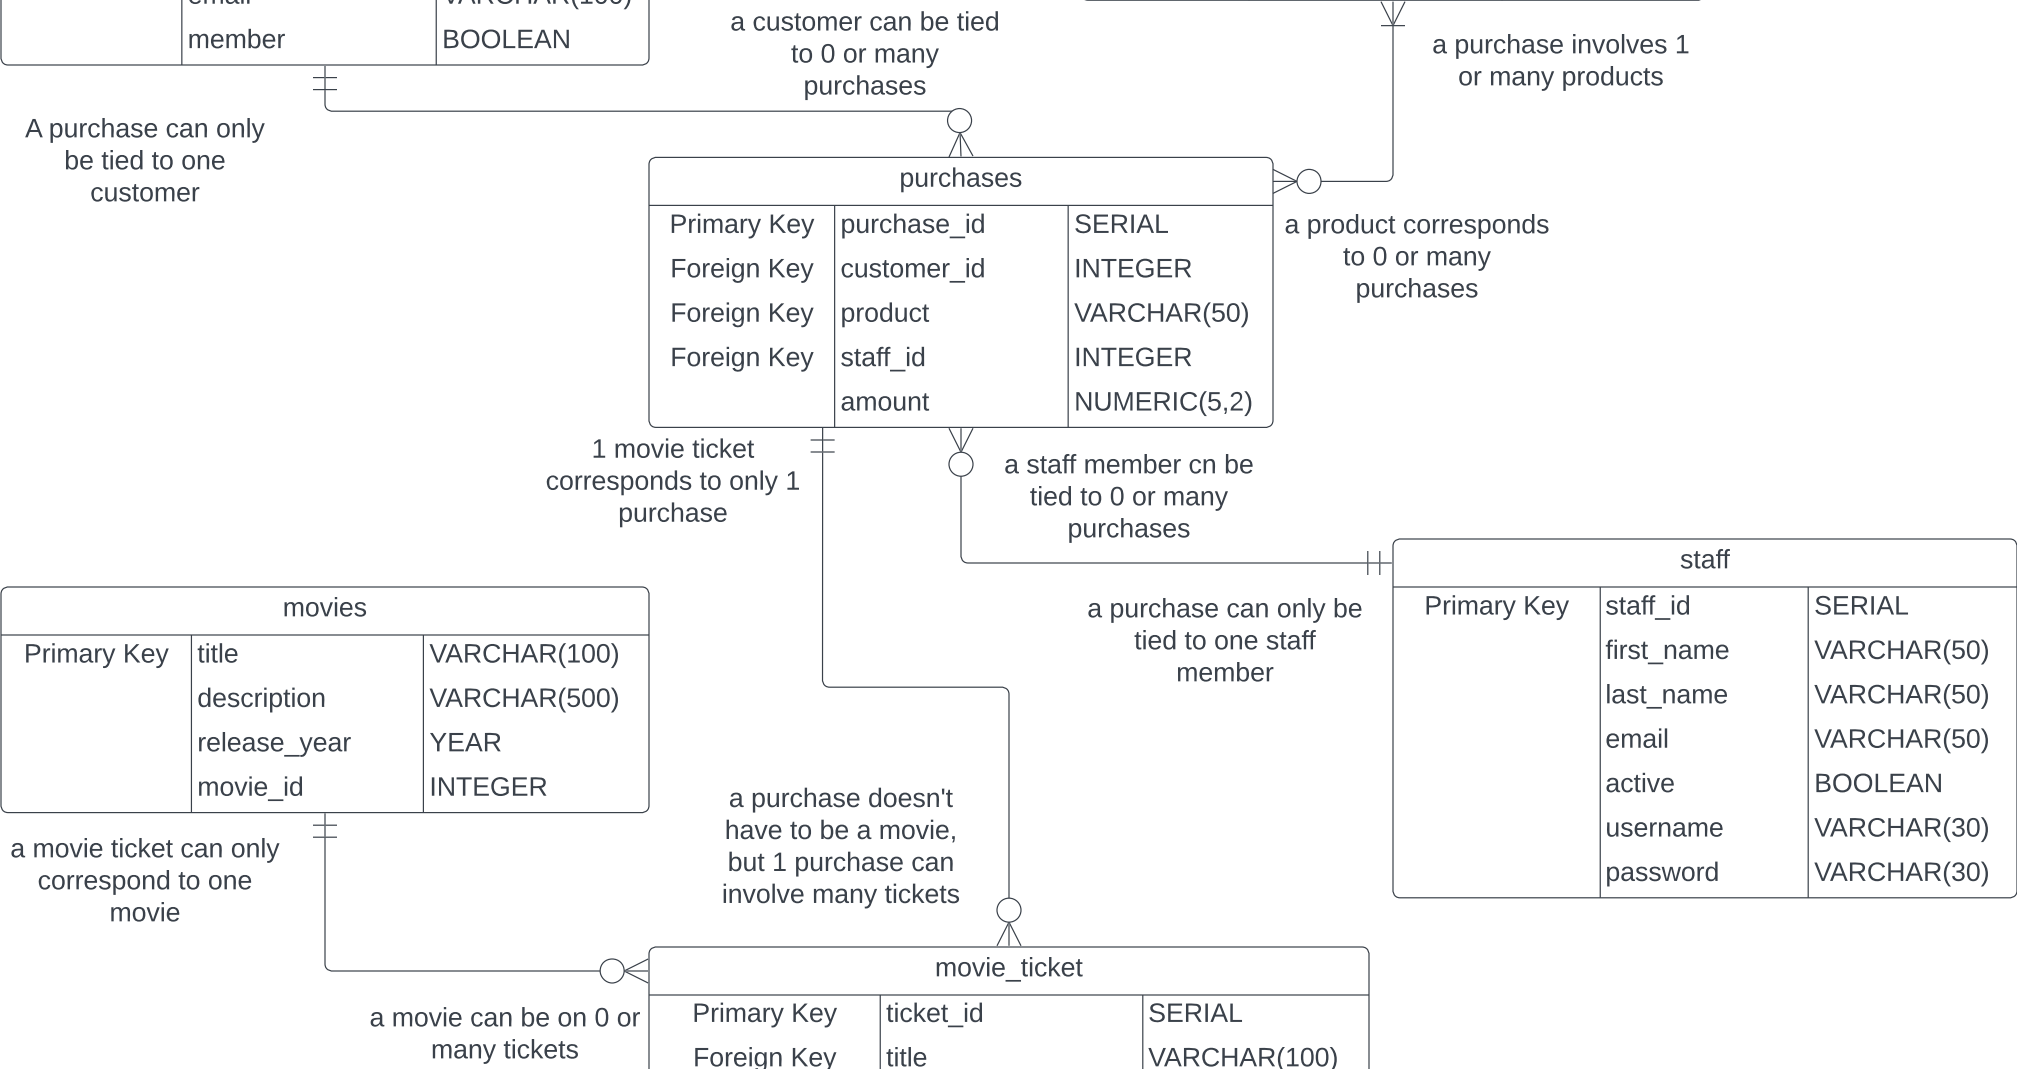 email VARCHAR(100)
member BOOLEAN
a customer can be tied
to 0 or many
purchases
a purchase involves 1
or many products
A purchase can only
be tied to one
customer
purchases
Primary Key purchase_id SERIAL
Foreign Key customer_id INTEGER
Foreign Key product VARCHAR(50)
Foreign Key staff_id INTEGER
amount NUMERIC(5,2)
a product corresponds
to 0 or many
purchases
1 movie ticket
corresponds to only 1
purchase
a staff member cn be
tied to 0 or many
purchases
staff
Primary Key staff_id SERIAL
first_name VARCHAR(50)
last_name VARCHAR(50)
email VARCHAR(50)
active BOOLEAN
username VARCHAR(30)
password VARCHAR(30)
a purchase can only be
tied to one staff
member
movies
Primary Key title VARCHAR(100)
description VARCHAR(500)
release_year YEAR
movie_id INTEGER
a movie ticket can only
correspond to one
movie
a purchase doesn't
have to be a movie,
but 1 purchase can
involve many tickets
a movie can be on 0 or
many tickets
movie_ticket
Primary Key ticket_id SERIAL
Foreign Key title VARCHAR(100)